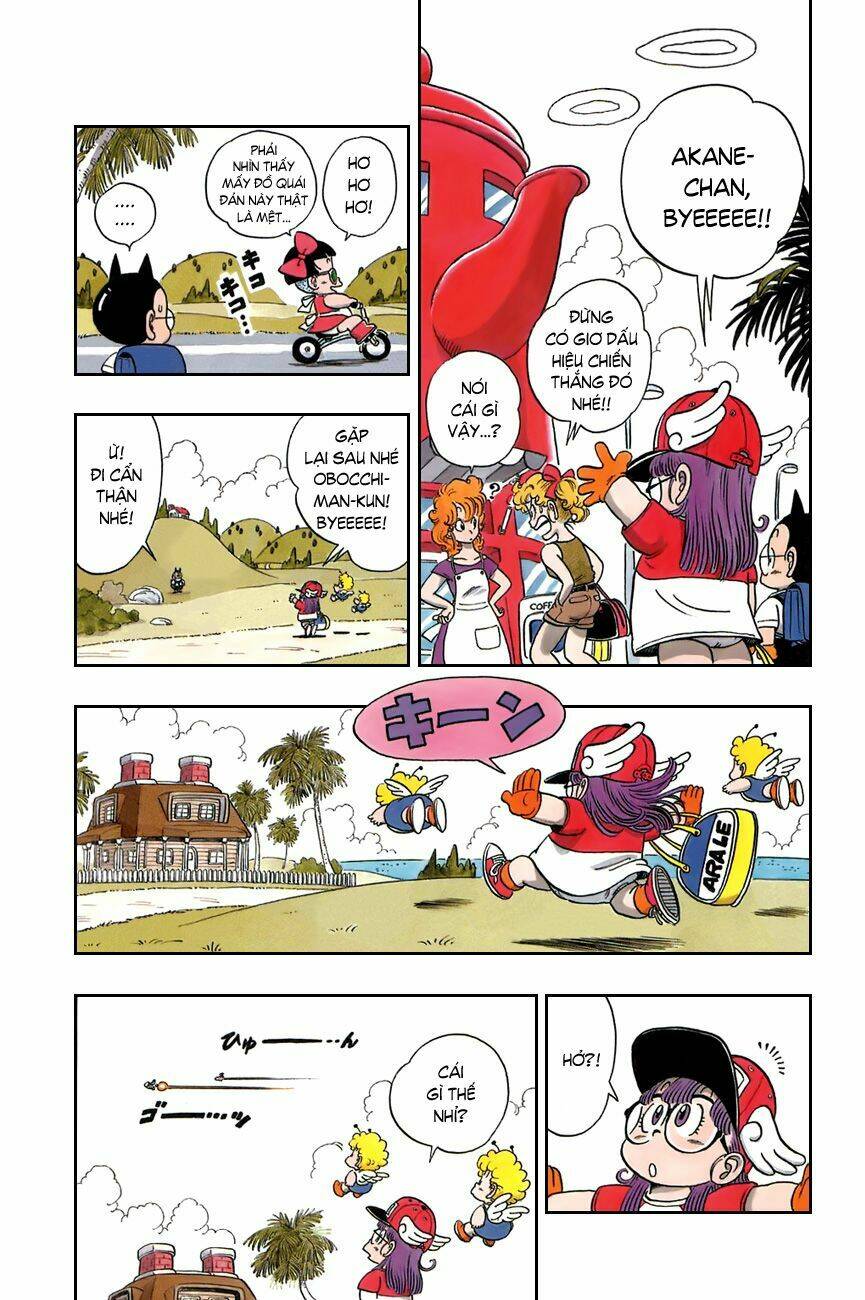 AKANE-
CHAN,
BYEEEEE!!
ĐỪNG
CÓ GIƠ DẤU
HIỆU CHIẾN
THẮNG ĐÓ
NHÉ!!
NÓI
CÁI GÌ
VẬY...?
?
COFF
HƠ
HƠ
HƠ!
PHẢI
NHÌN THẤY
MẤY ĐỒ QUÁI
ĐẢN NÀY THẬT
LÀ MỆT...
キコ
キコ...
....
....
GẶP
LẠI SAU NHÉ
OBOCCHI-
MAN-KUN!
BYEEEEE!
Ừ!
ĐI CẨN
THẬN
NHÉ!
キーン
ARALE
HỞ?!
CÁI
GÌ THẾ
NHỈ?
ひゅー・・ん
ゴー・・・ッ